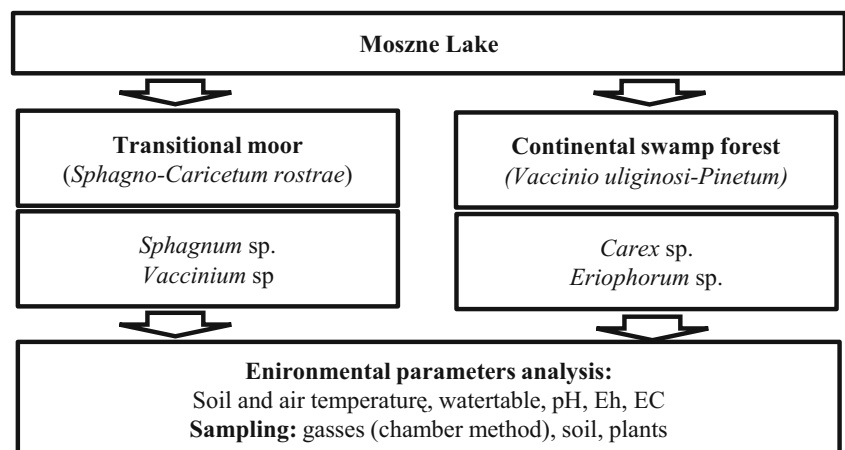 Moszne Lake
Transitional moor
(Sphagno-Caricetum rostrae)
Continental swamp forest
(Vaccinio uliginosi-Pinetum)
Sphagnum sp.
Vaccinium sp
Carex sp.
Eriophorum sp.
Enironmental parameters analysis:
Soil and air temperaturę, watertable, pH, Eh, EC
Sampling: gasses (chamber method), soil, plants